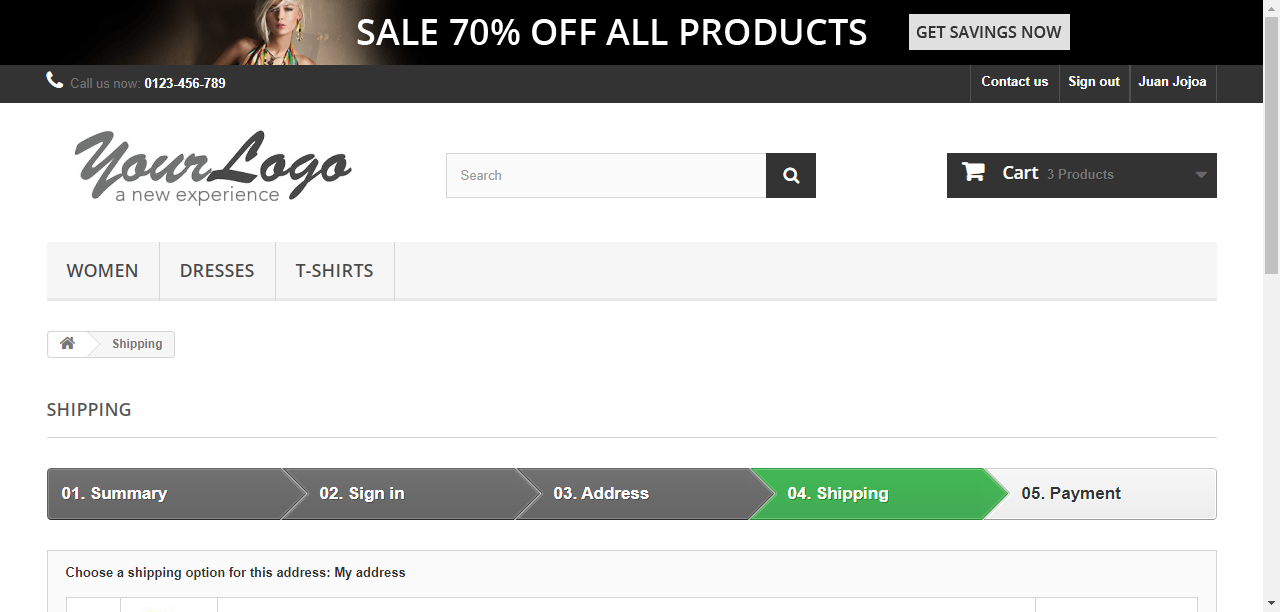 SALE 70% OFF ALL PRODUCTS GET SAVINGS NOW
Call us now: 0123-456-789 Contact us Sign out Juan Jojoa
YourLogo
a new experience
Search
Cart 3 Products
WOMEN DRESSES T-SHIRTS
Shipping
SHIPPING
01. Summary 02. Sign in 03. Address 04. Shipping 05. Payment
Choose a shipping option for this address: My address